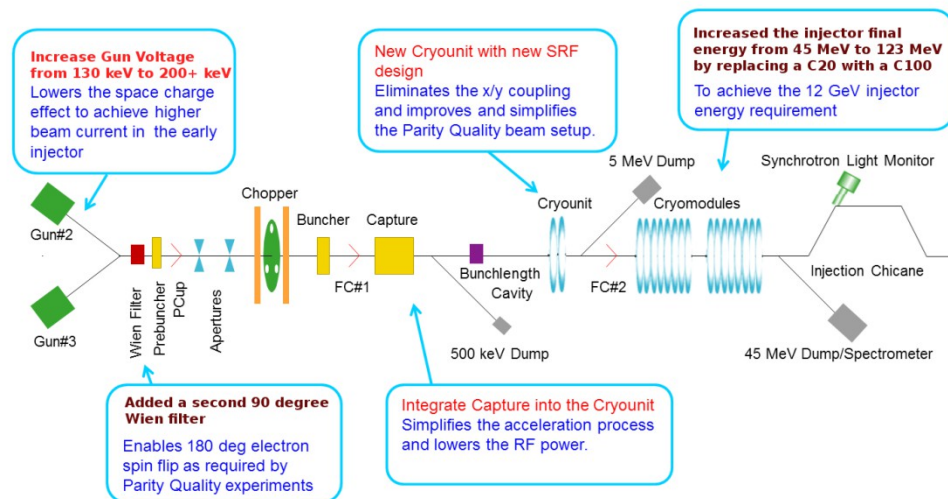 Increase Gun Voltage
from 130 keV to 200+ keV
Lowers the space charge
effect to achieve higher
beam current in the early
injector
New Cryounit with new SRF
design
Eliminates the x/y coupling
and improves and simplifies
the Parity Quality beam setup.
Increased the injector final
energy from 45 MeV to 123 MeV
by replacing a C20 with a C100
To achieve the 12 GeV injector
energy requirement
5 MeV Dump
Synchrotron Light Monitor
Chopper
Buncher
Capture
Cryounit
Cryomodules
Gun#2
Gun#3
Wien Filter
Prebuncher
PCup
Apertures
FC#1
Bunchlength
Cavity
FC#2
Injection Chicane
500 keV Dump
45 MeV Dump/Spectrometer
Added a second 90 degree
Wien filter
Enables 180 deg electron
spin flip as required by
Parity Quality experiments
Integrate Capture into the Cryounit
Simplifies the acceleration process
and lowers the RF power.